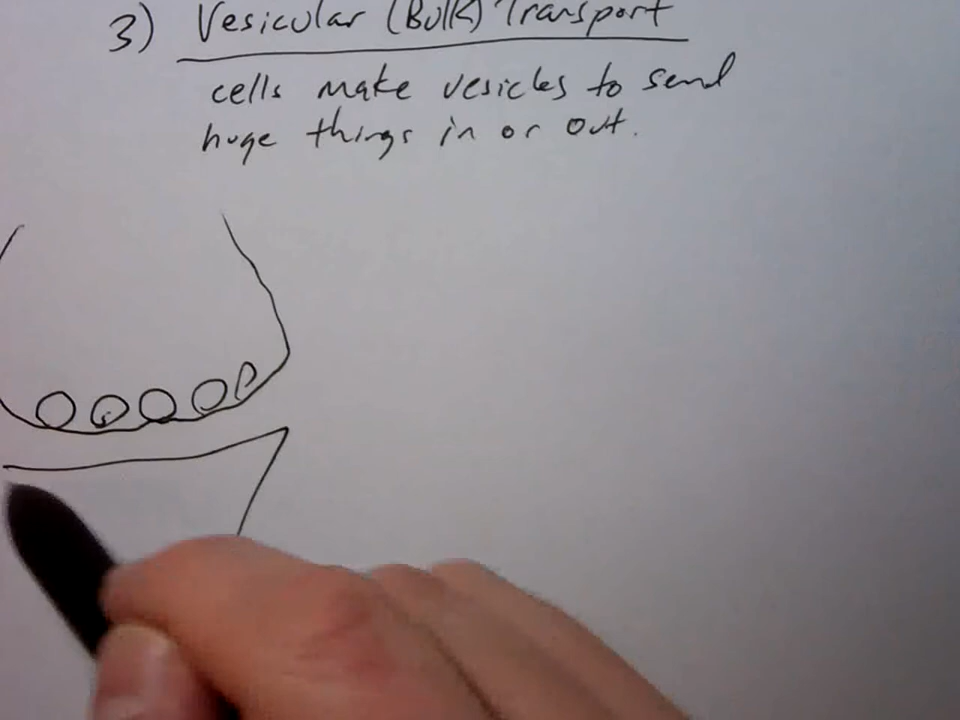 3) Vesicular (Bulk) Transport
cells make vesicles to send
huge things in or out.